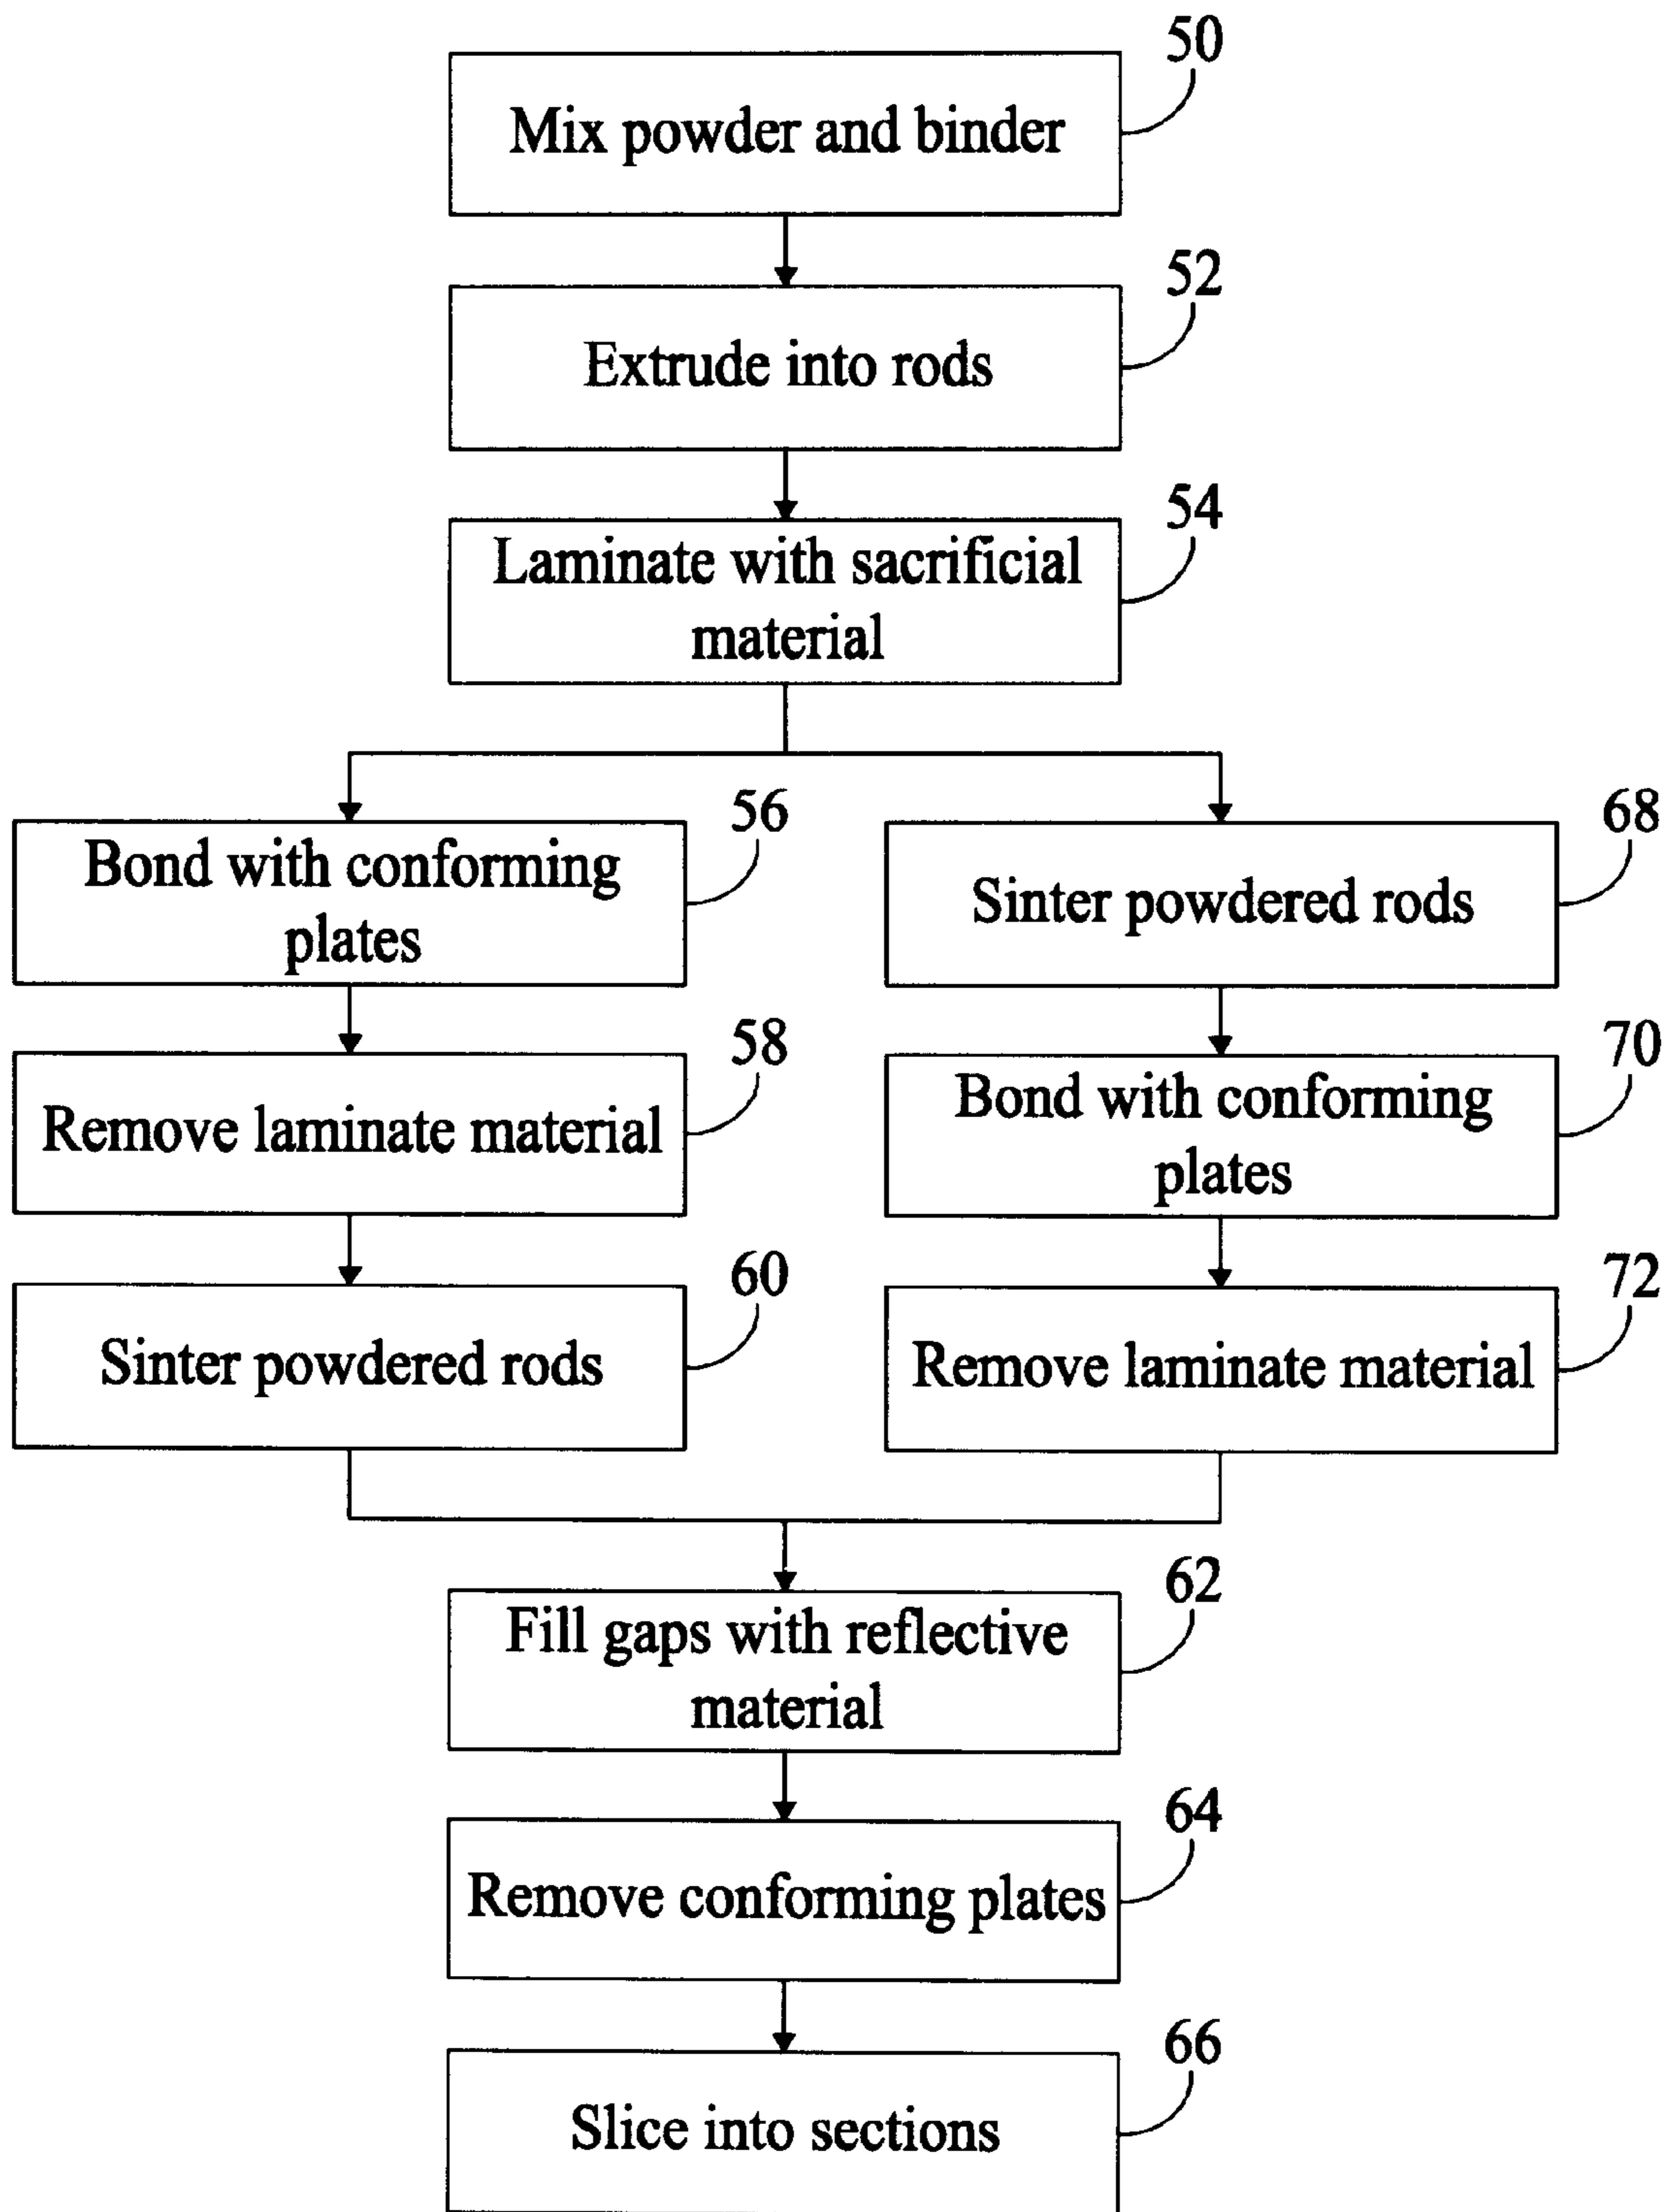 50
Mix powder and binder
52
Extrude into rods
54
Laminate with sacrificial
material
56
Bond with conforming
plates
68
Sinter powdered rods
58
Remove laminate material
70
Bond with conforming
plates
60
Sinter powdered rods
72
Remove laminate material
62
Fill gaps with reflective
material
64
Remove conforming plates
66
Slice into sections